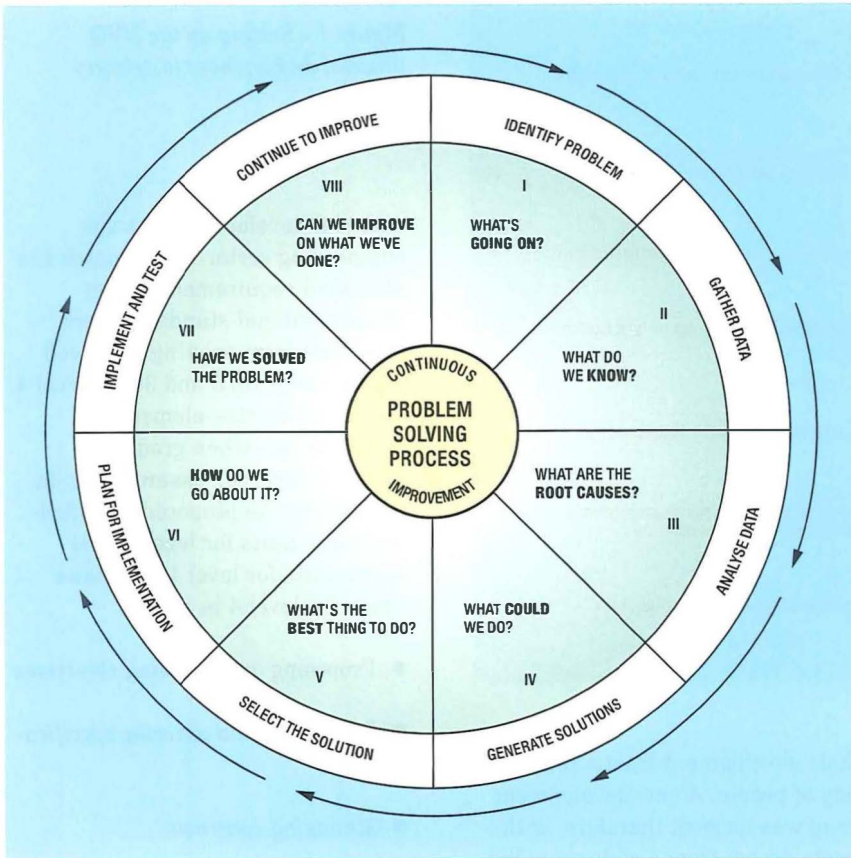 IDENTIFY PROBLEM
I
WHAT'S
GOING ON?
GATHER DATA
II
WHAT DO
WE KNOW?
ANALYSE DATA
WHAT ARE THE
ROOT CAUSES?
III
GENERATE SOLUTIONS
WHAT COULD
WE DO?
IV
SELECT THE SOLUTION
WHAT'S THE
BEST THING TO DO?
V
PLAN FOR IMPLEMENTATION
HOW OO WE
GO ABOUT IT?
VI
IMPLEMENT AND TEST
VII
HAVE WE SOLVED
THE PROBLEM?
CONTINUE TO IMPROVE
VIII
CAN WE IMPROVE
ON WHAT WE'VE
DONE?
CONTINUOUS
PROBLEM
SOLVING
PROCESS
IMPROVEMENT